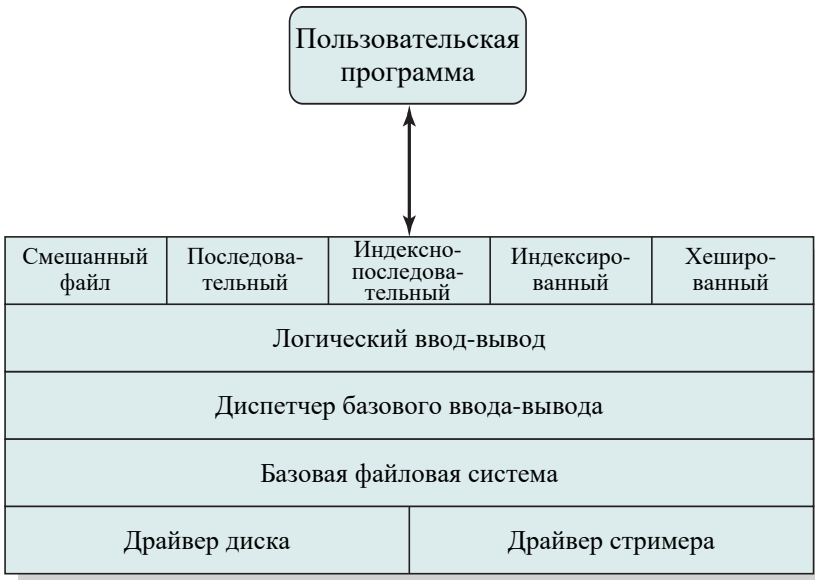 Пользовательская
программа
Смешанный
файл
Последова-
тельный
Индексно-
последова-
тельный
Индексиро-
ванный
Хеширо-
ванный
Логический ввод-вывод
Диспетчер базового ввода-вывода
Базовая файловая система
Драйвер диска
Драйвер стримера